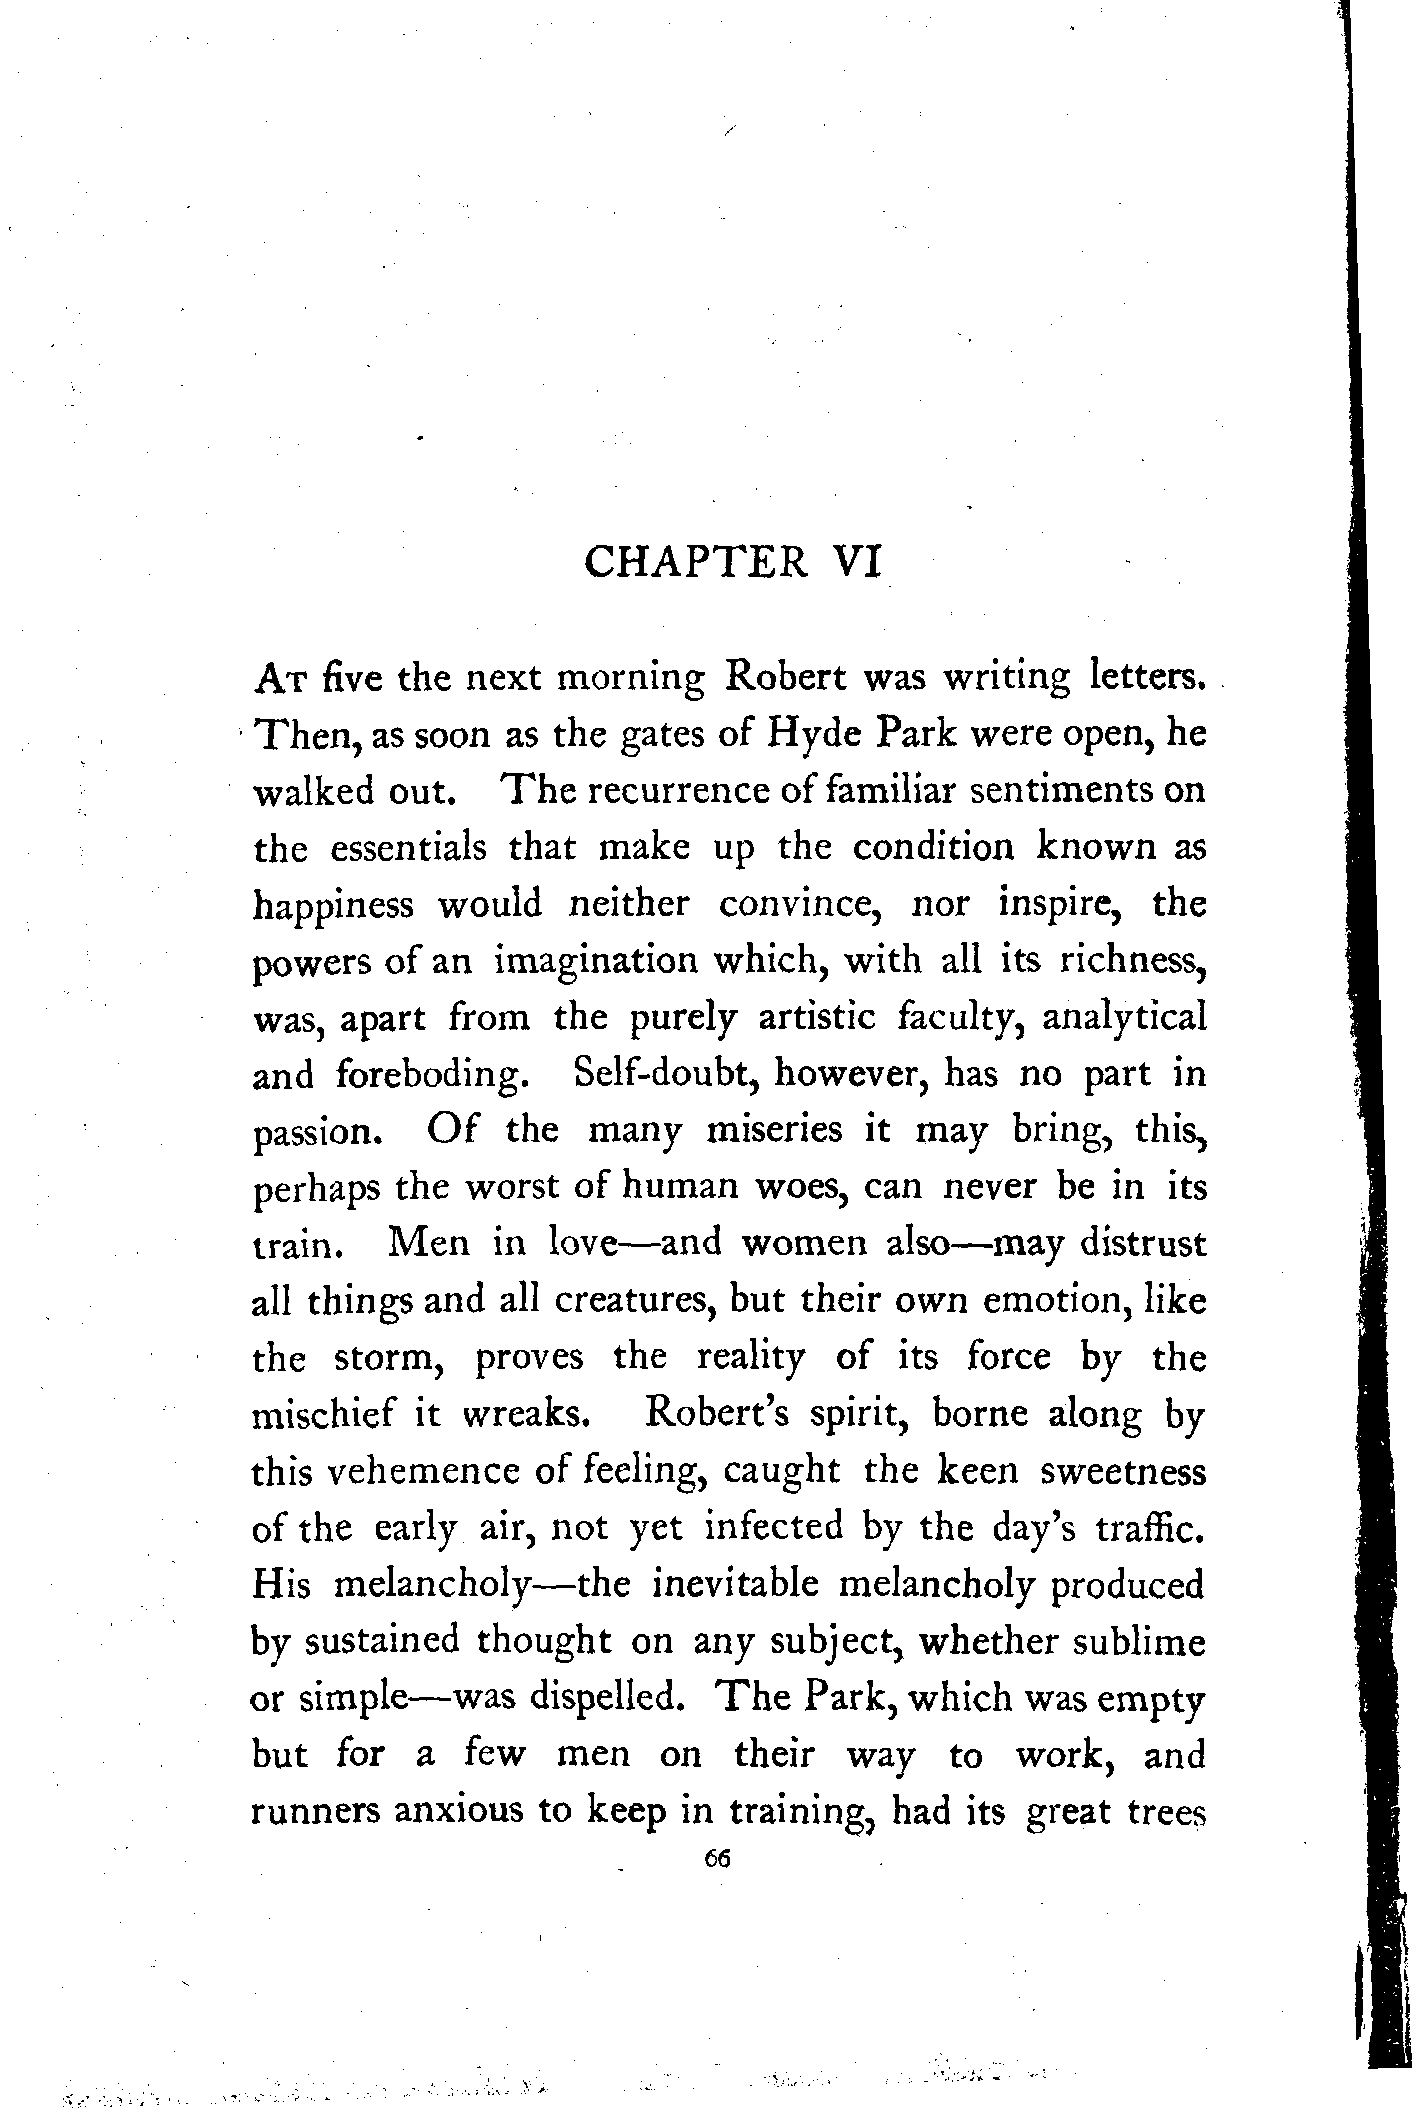 CHAPTER VI
AT five the next morning Robert was writing letters.
Then, as soon as the gates of Hyde Park were open, he
walked out. The recurrence of familiar sentiments on
the essentials that make up the condition known as
happiness would neither convince, nor inspire, the
powers of an imagination which, with all its richness,
was, apart from the purely artistic faculty, analytical
and foreboding. Self-doubt, however, has no part in
passion. Of the many miseries it may bring, this,
perhaps the worst of human woes, can never be in its
train. Men in love—and women also—may distrust
all things and all creatures, but their own emotion, like
the storm, proves the reality of its force by the
mischief it wreaks. Robert's spirit, borne along by
this vehemence of feeling, caught the keen sweetness
of the early air, not yet infected by the day's traffic.
His melancholy—the inevitable melancholy produced
by sustained thought on any subject, whether sublime
or simple—was dispelled. The Park, which was empty
but for a few men on their way to work, and
runners anxious to keep in training, had its great trees
66